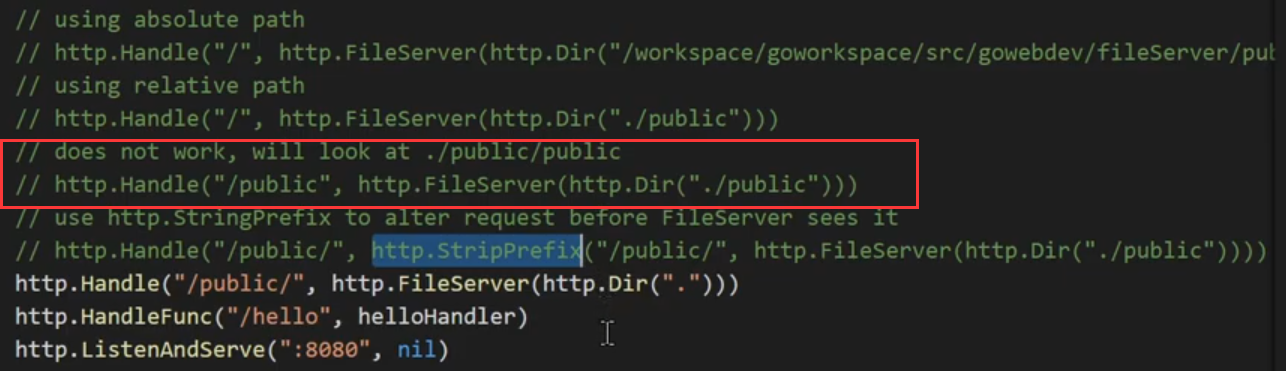 // using absolute path
// http.Handle("/", http.FileServer(http.Dir("/workspace/goworkspace/src/gowebdev/fileServer/pub
// using relative path
// http.Handle("/", http.FileServer(http.Dir("./public")))
// does not work, will look at ./public/public
// http.Handle("/public", http.FileServer(http.Dir("./public")))
// use http.StringPrefix to alter request before FileServer sees it
// http.Handle("/public/", http.StripPrefix("/public/", http.FileServer(http.Dir("./public"))))
http.Handle("/public/", http.FileServer(http.Dir(".")))
http.HandleFunc("/hello", helloHandler)
http.ListenAndServe(":8080", nil)